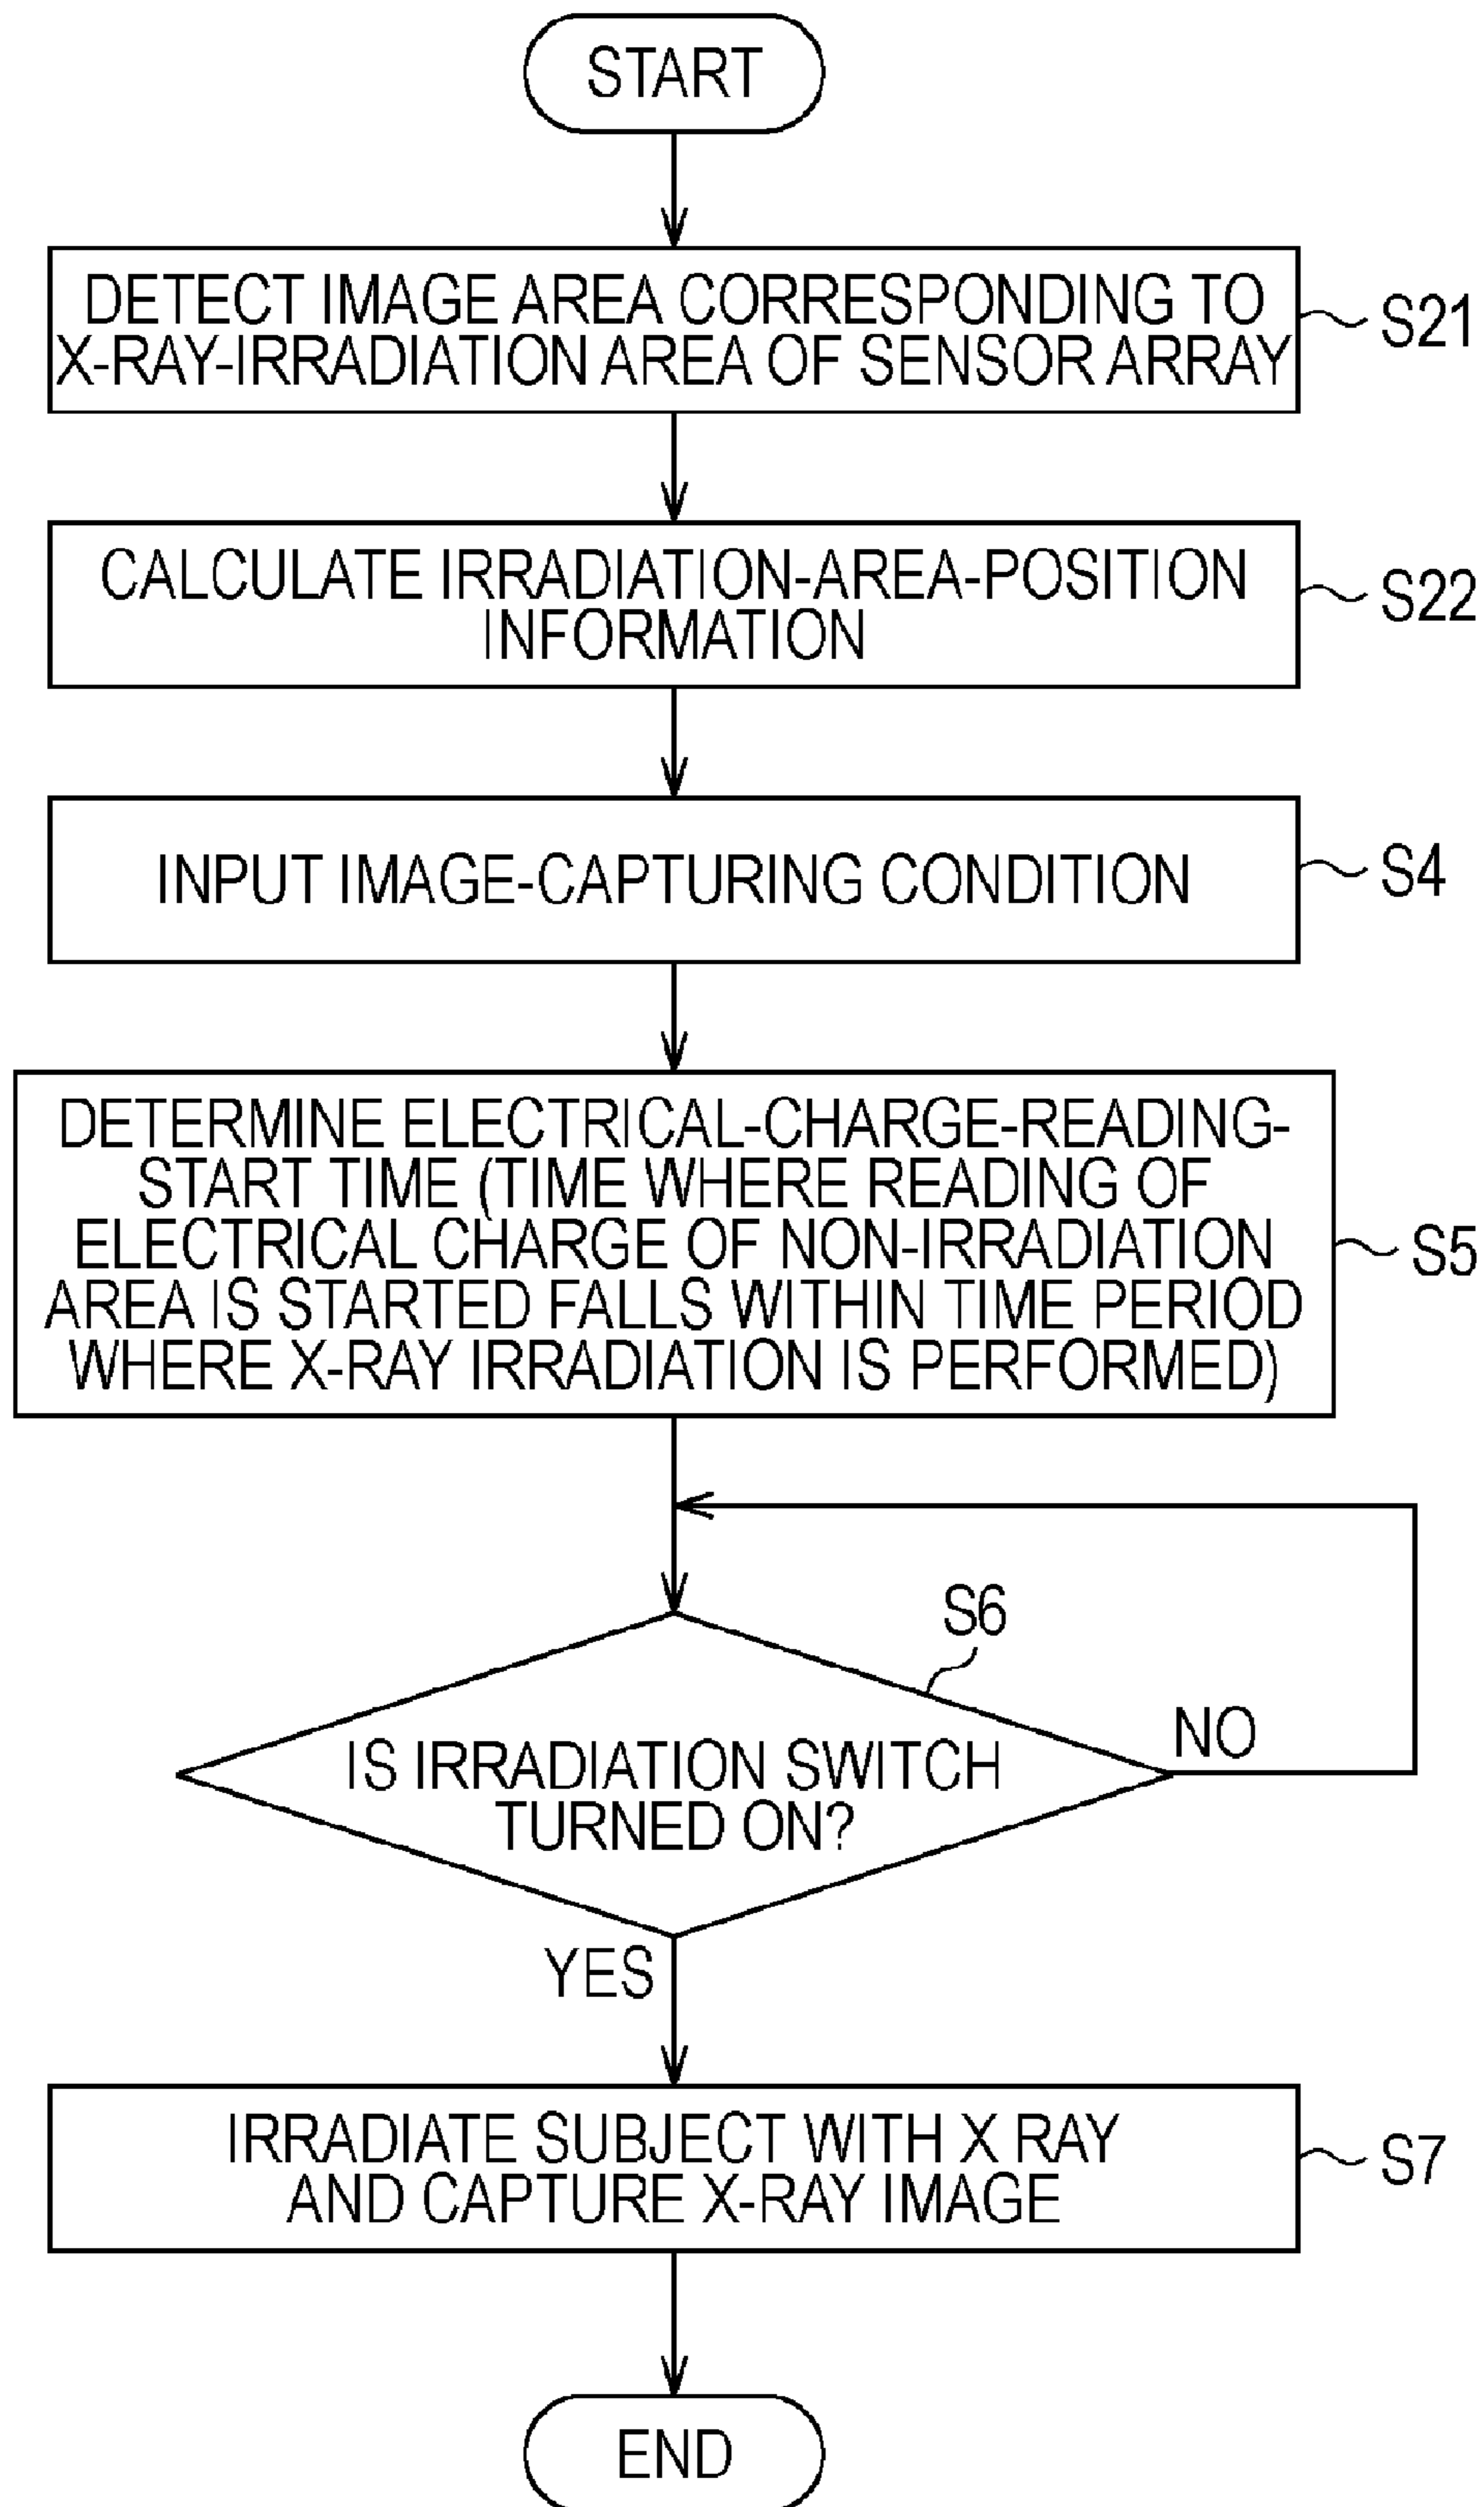 START
DETECT IMAGE AREA CORRESPONDING TO
X-RAY-IRRADIATION AREA OF SENSOR ARRAY
S21
CALCULATE IRRADIATION-AREA-POSITION
INFORMATION
S22
INPUT IMAGE-CAPTURING CONDITION
S4
DETERMINE ELECTRICAL-CHARGE-READING-
START TIME (TIME WHERE READING OF
ELECTRICAL CHARGE OF NON-IRRADIATION
AREA IS STARTED FALLS WITHIN TIME PERIOD
WHERE X-RAY IRRADIATION IS PERFORMED)
S5
S6
IS IRRADIATION SWITCH
TURNED ON?
NO
YES
IRRADIATE SUBJECT WITH X RAY
AND CAPTURE X-RAY IMAGE
S7
END